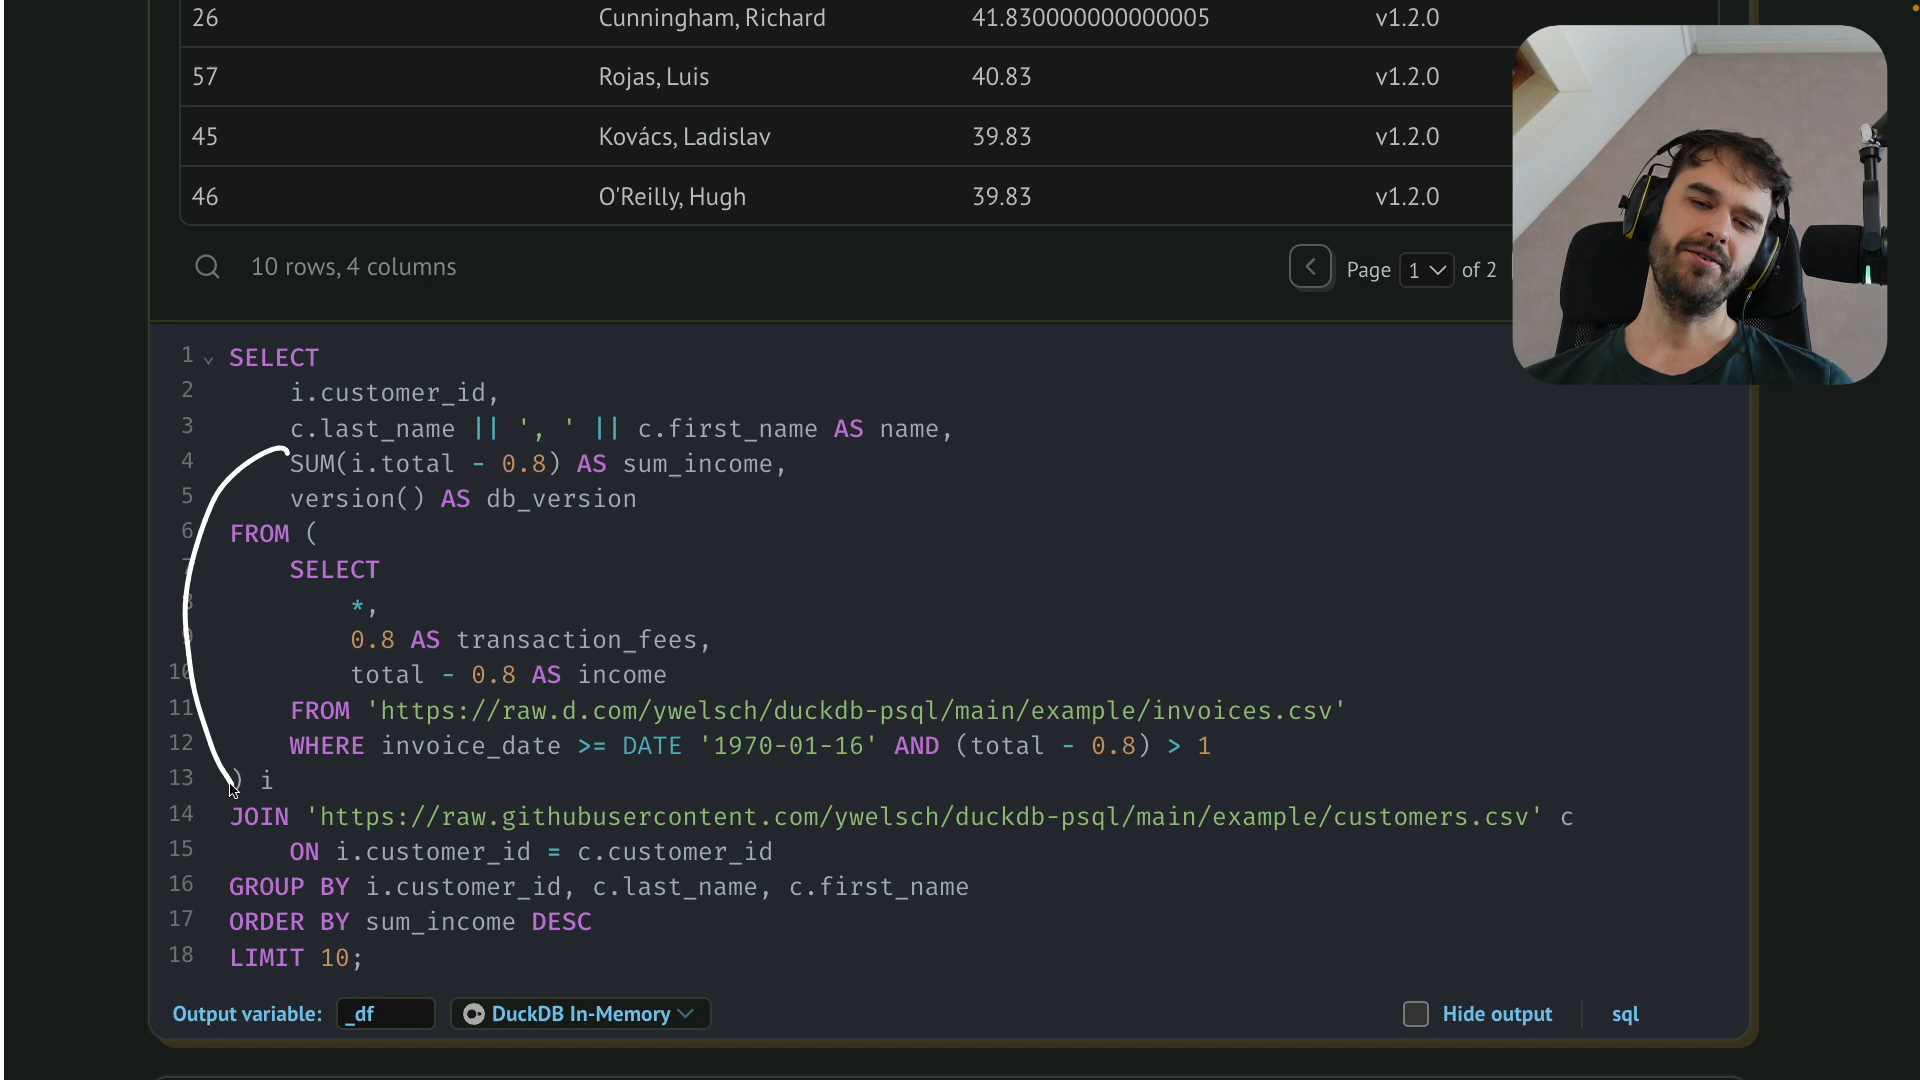 26 Cunningham, Richard 41.830000000000005 v1.2.0
57 Rojas, Luis 40.83 v1.2.0
45 Kovács, Ladislav 39.83 v1.2.0
46 O'Reilly, Hugh 39.83 v1.2.0
10 rows, 4 columns Page 1 of 2
1 SELECT
2 i.customer_id,
3 c.last_name || ', ' || c.first_name AS name,
4 SUM(i.total - 0.8) AS sum_income,
5 version() AS db_version
6 FROM (
7 SELECT
8 *,
9 0.8 AS transaction_fees,
10 total - 0.8 AS income
11 FROM 'https://raw.d.com/ywelsch/duckdb-psql/main/example/invoices.csv'
12 WHERE invoice_date >= DATE '1970-01-16' AND (total - 0.8) > 1
13 ) i
14 JOIN 'https://raw.githubusercontent.com/ywelsch/duckdb-psql/main/example/customers.csv' c
15 ON i.customer_id = c.customer_id
16 GROUP BY i.customer_id, c.last_name, c.first_name
17 ORDER BY sum_income DESC
18 LIMIT 10;
Output variable: _df DuckDB In-Memory Hide output sql